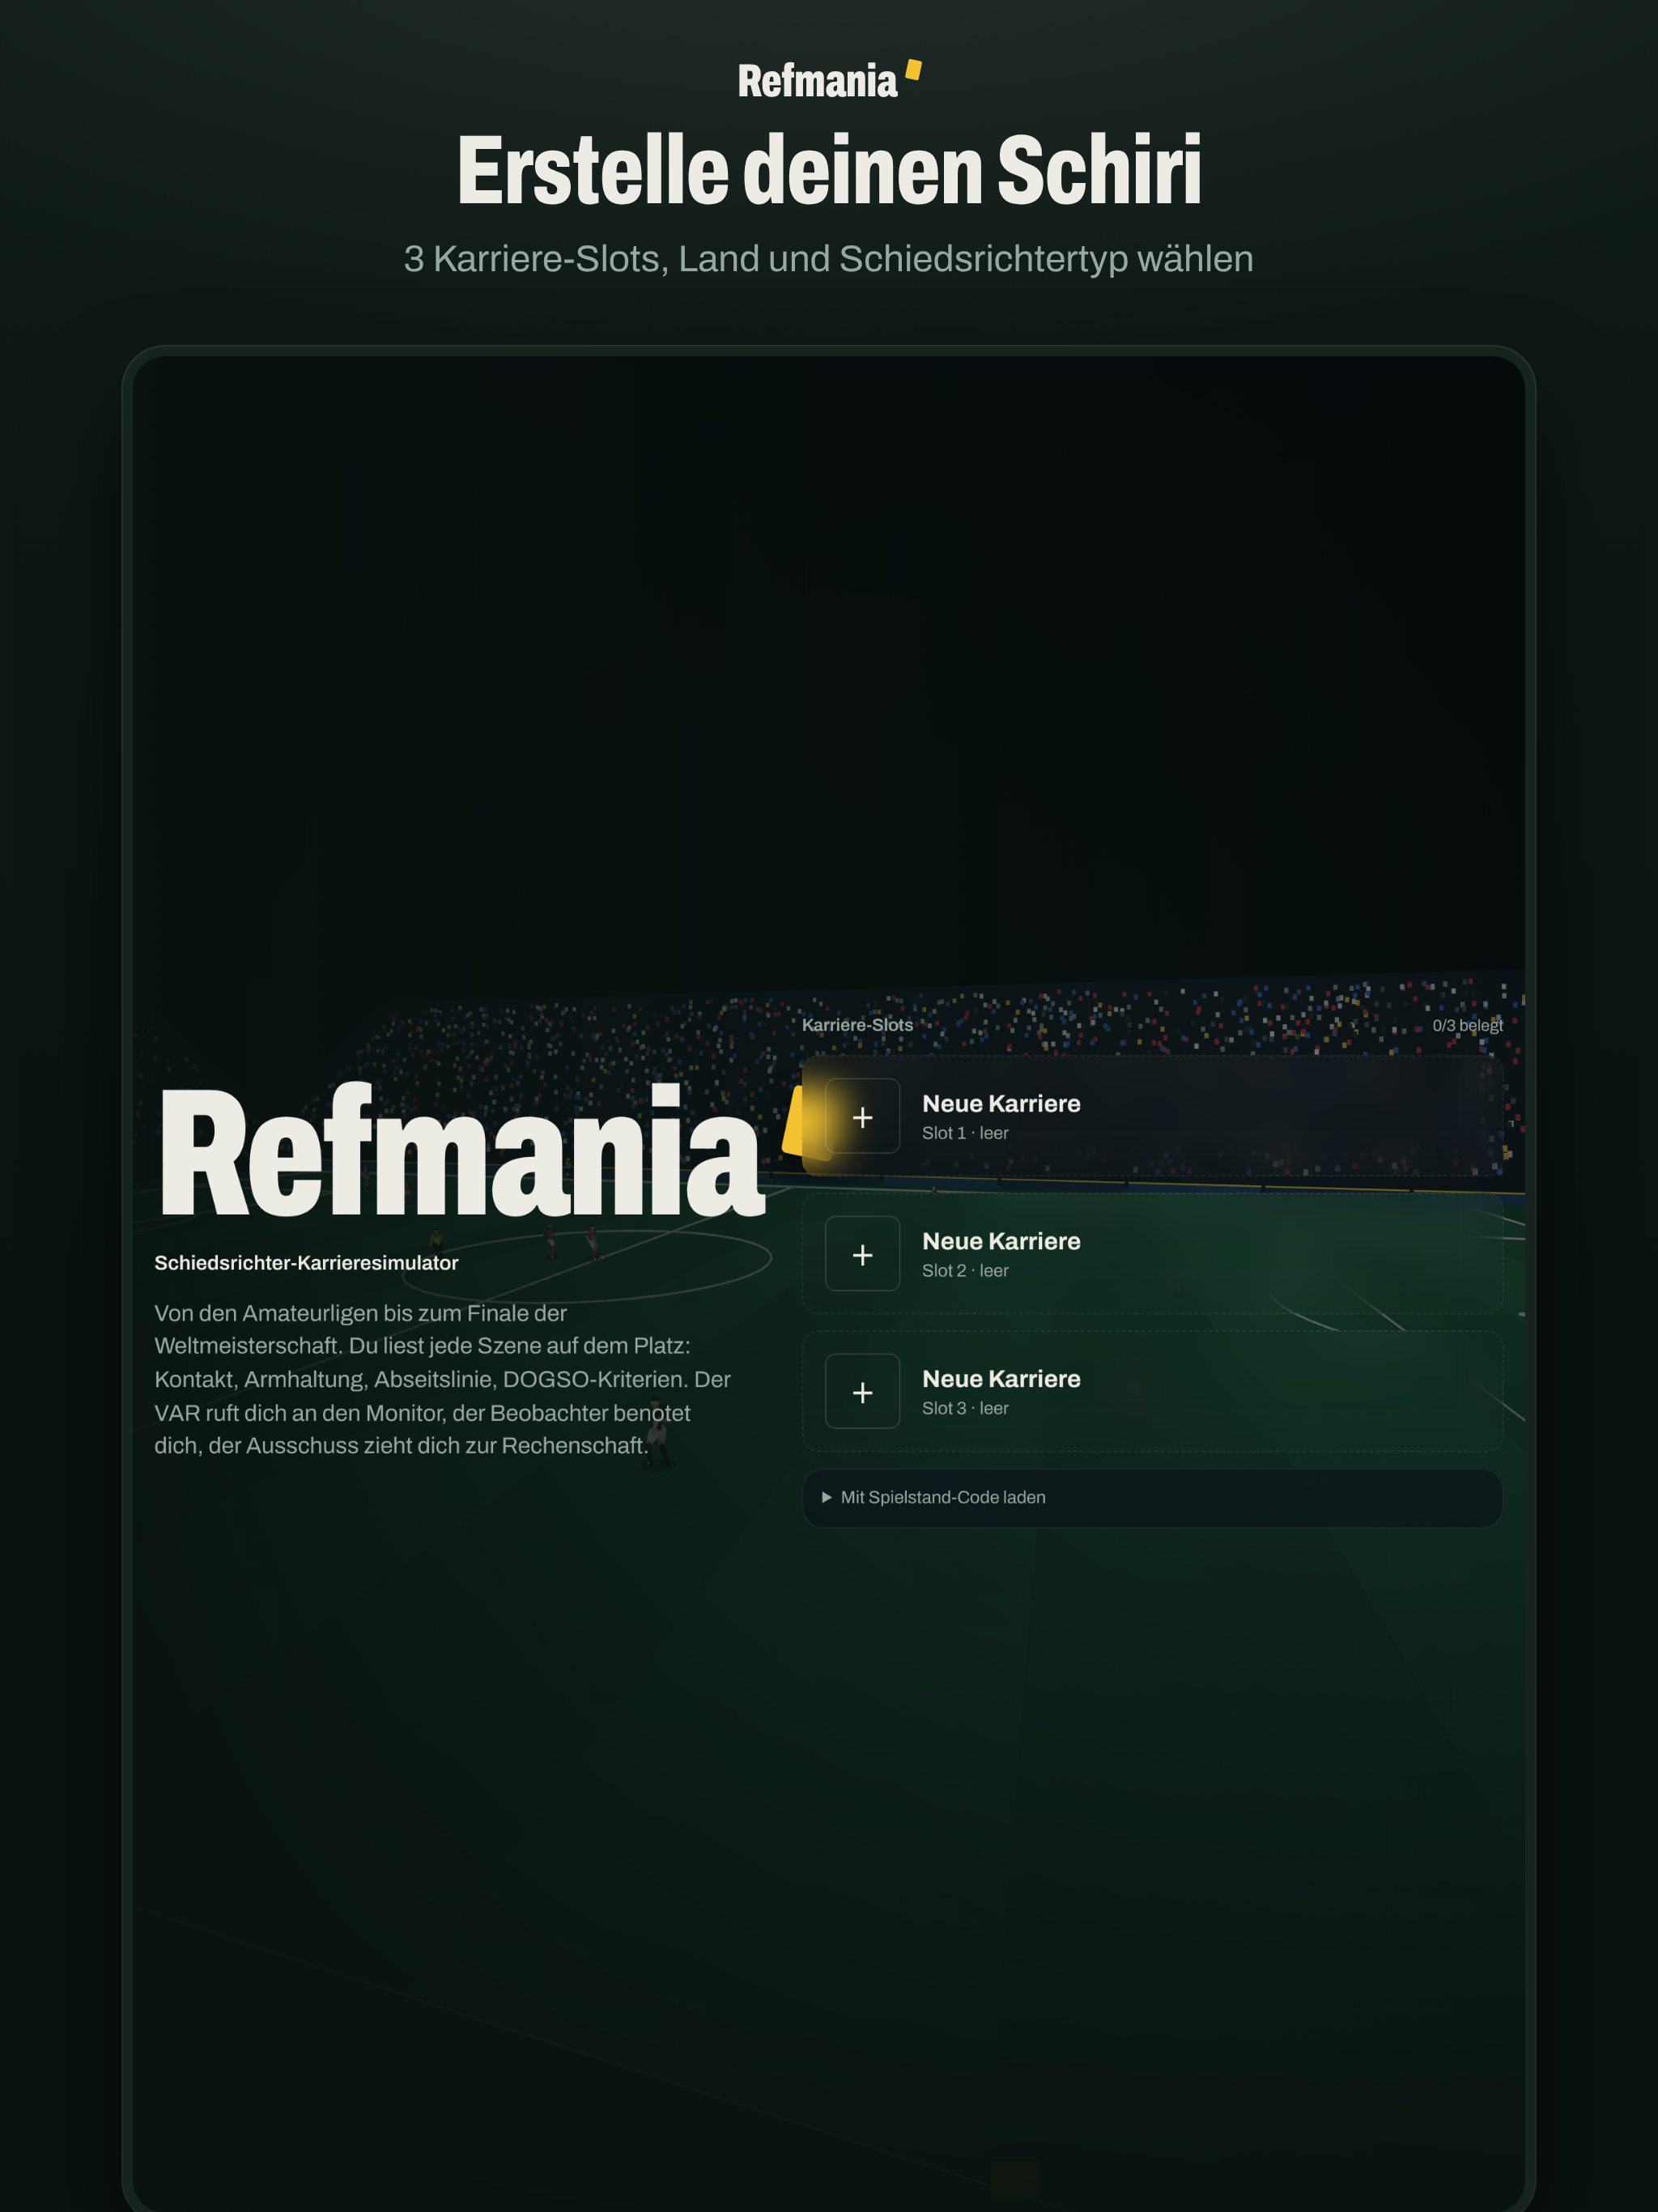 Refmania
Erstelle deinen Schiri
3 Karriere-Slots, Land und Schiedsrichtertyp wählen
Refmania
Schiedsrichter-Karrieresimulator
Von den Amateurligen bis zum Finale der
Weltmeisterschaft. Du liest jede Szene auf dem Platz:
Kontakt, Armhaltung, Abseitslinie, DOGSO-Kriterien. Der
VAR ruft dich an den Monitor, der Beobachter benotet
dich, der Ausschuss zieht dich zur Rechenschaft.
Karriere-Slots 0/3 belegt
+ Neue Karriere
Slot 1 · leer
+ Neue Karriere
Slot 2 · leer
+ Neue Karriere
Slot 3 · leer
▶ Mit Spielstand-Code laden